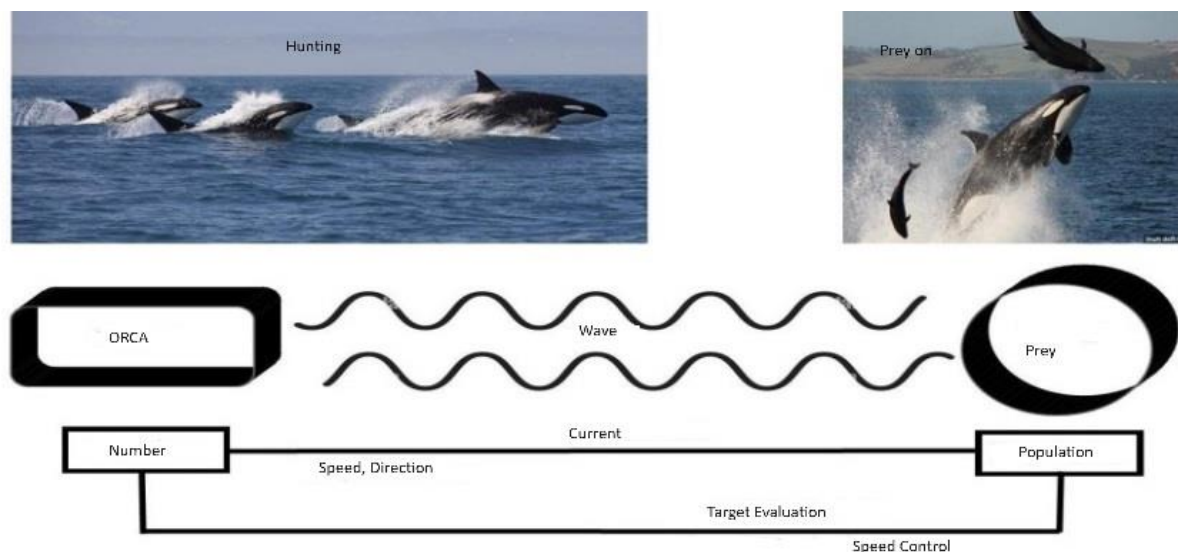 Hunting
Prey on
ORCA
Wave
Prey
Number
Current
Population
Speed, Direction
Target Evaluation
Speed Control